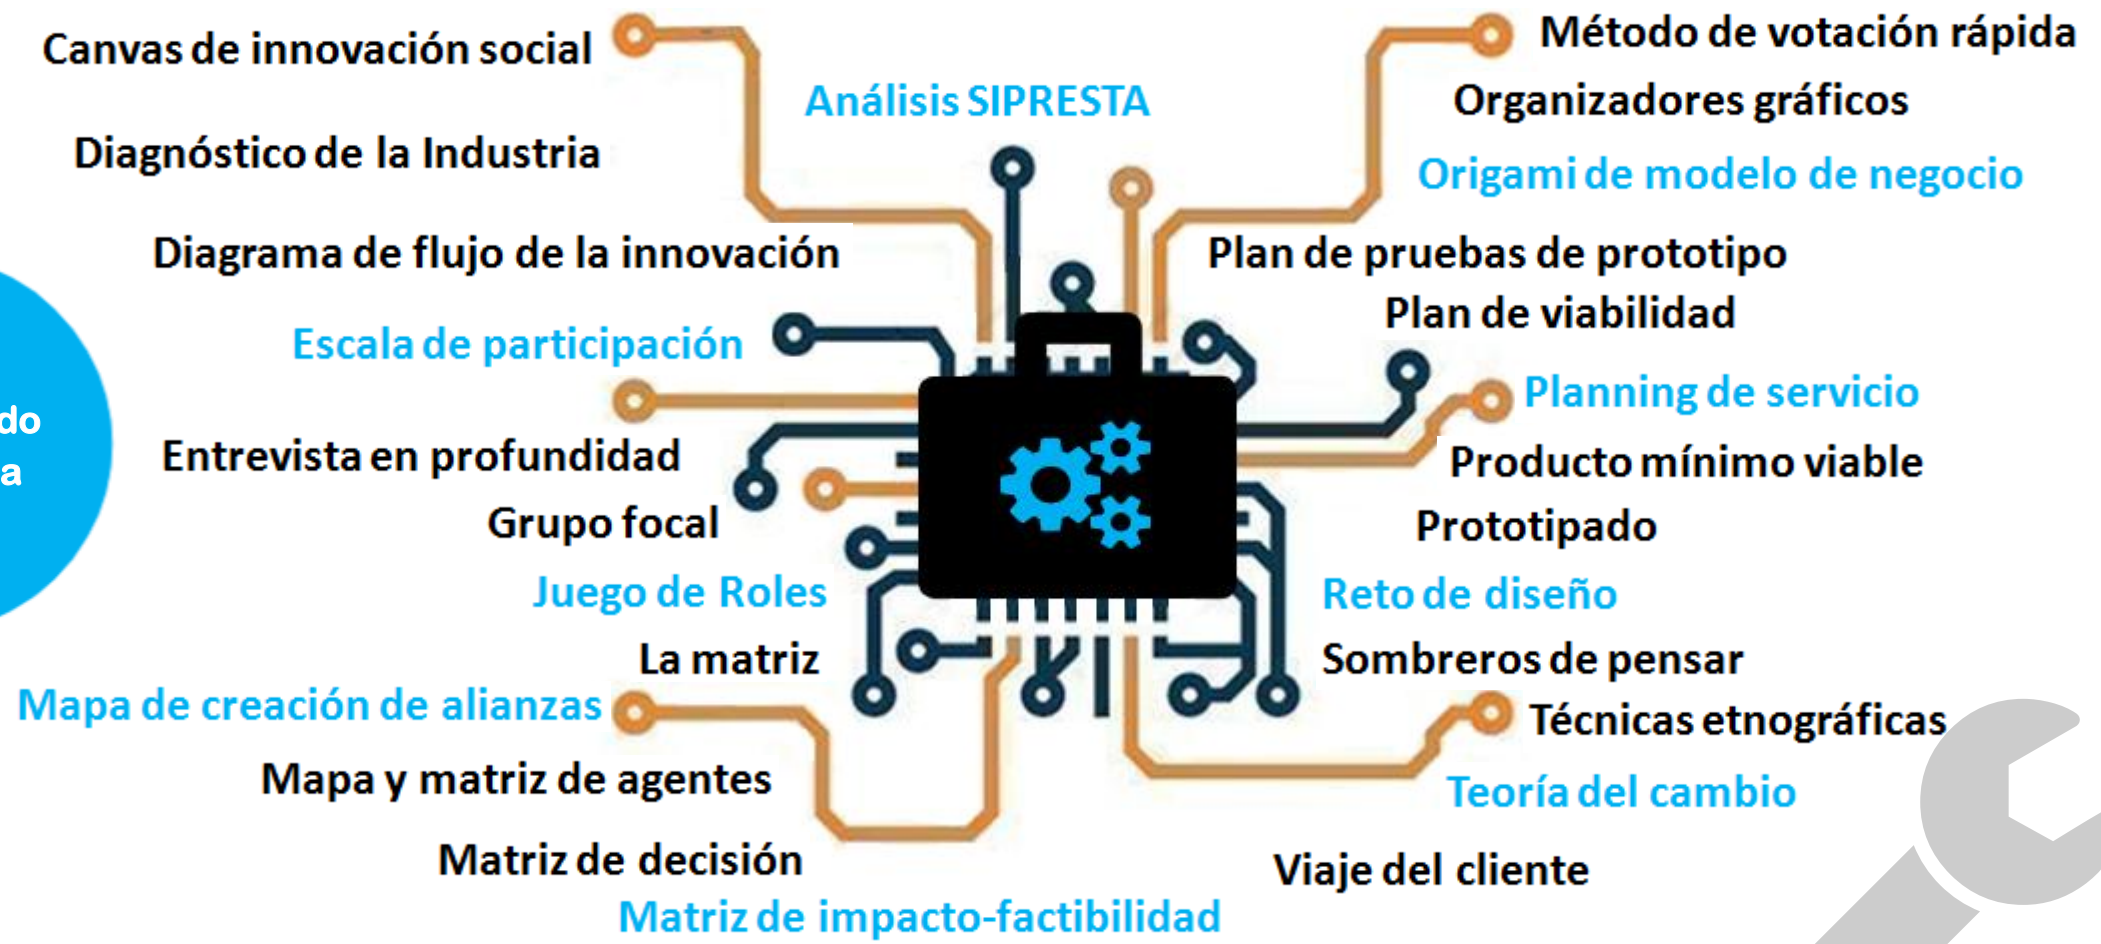 Canvas de innovación social
Análisis SIPRESTA
Diagnóstico de la Industria
Diagrama de flujo de la innovación
Escala de participación
Entrevista en profundidad
Grupo focal
Juego de Roles
La matriz
Mapa de creación de alianzas
Mapa y matriz de agentes
Matriz de decisión
Matriz de impacto-factibilidad
Método de votación rápida
Organizadores gráficos
Origami de modelo de negocio
Plan de pruebas de prototipo
Plan de viabilidad
Planning de servicio
Producto mínimo viable
Prototipado
Reto de diseño
Sombreros de pensar
Técnicas etnográficas
Teoría del cambio
Viaje del cliente